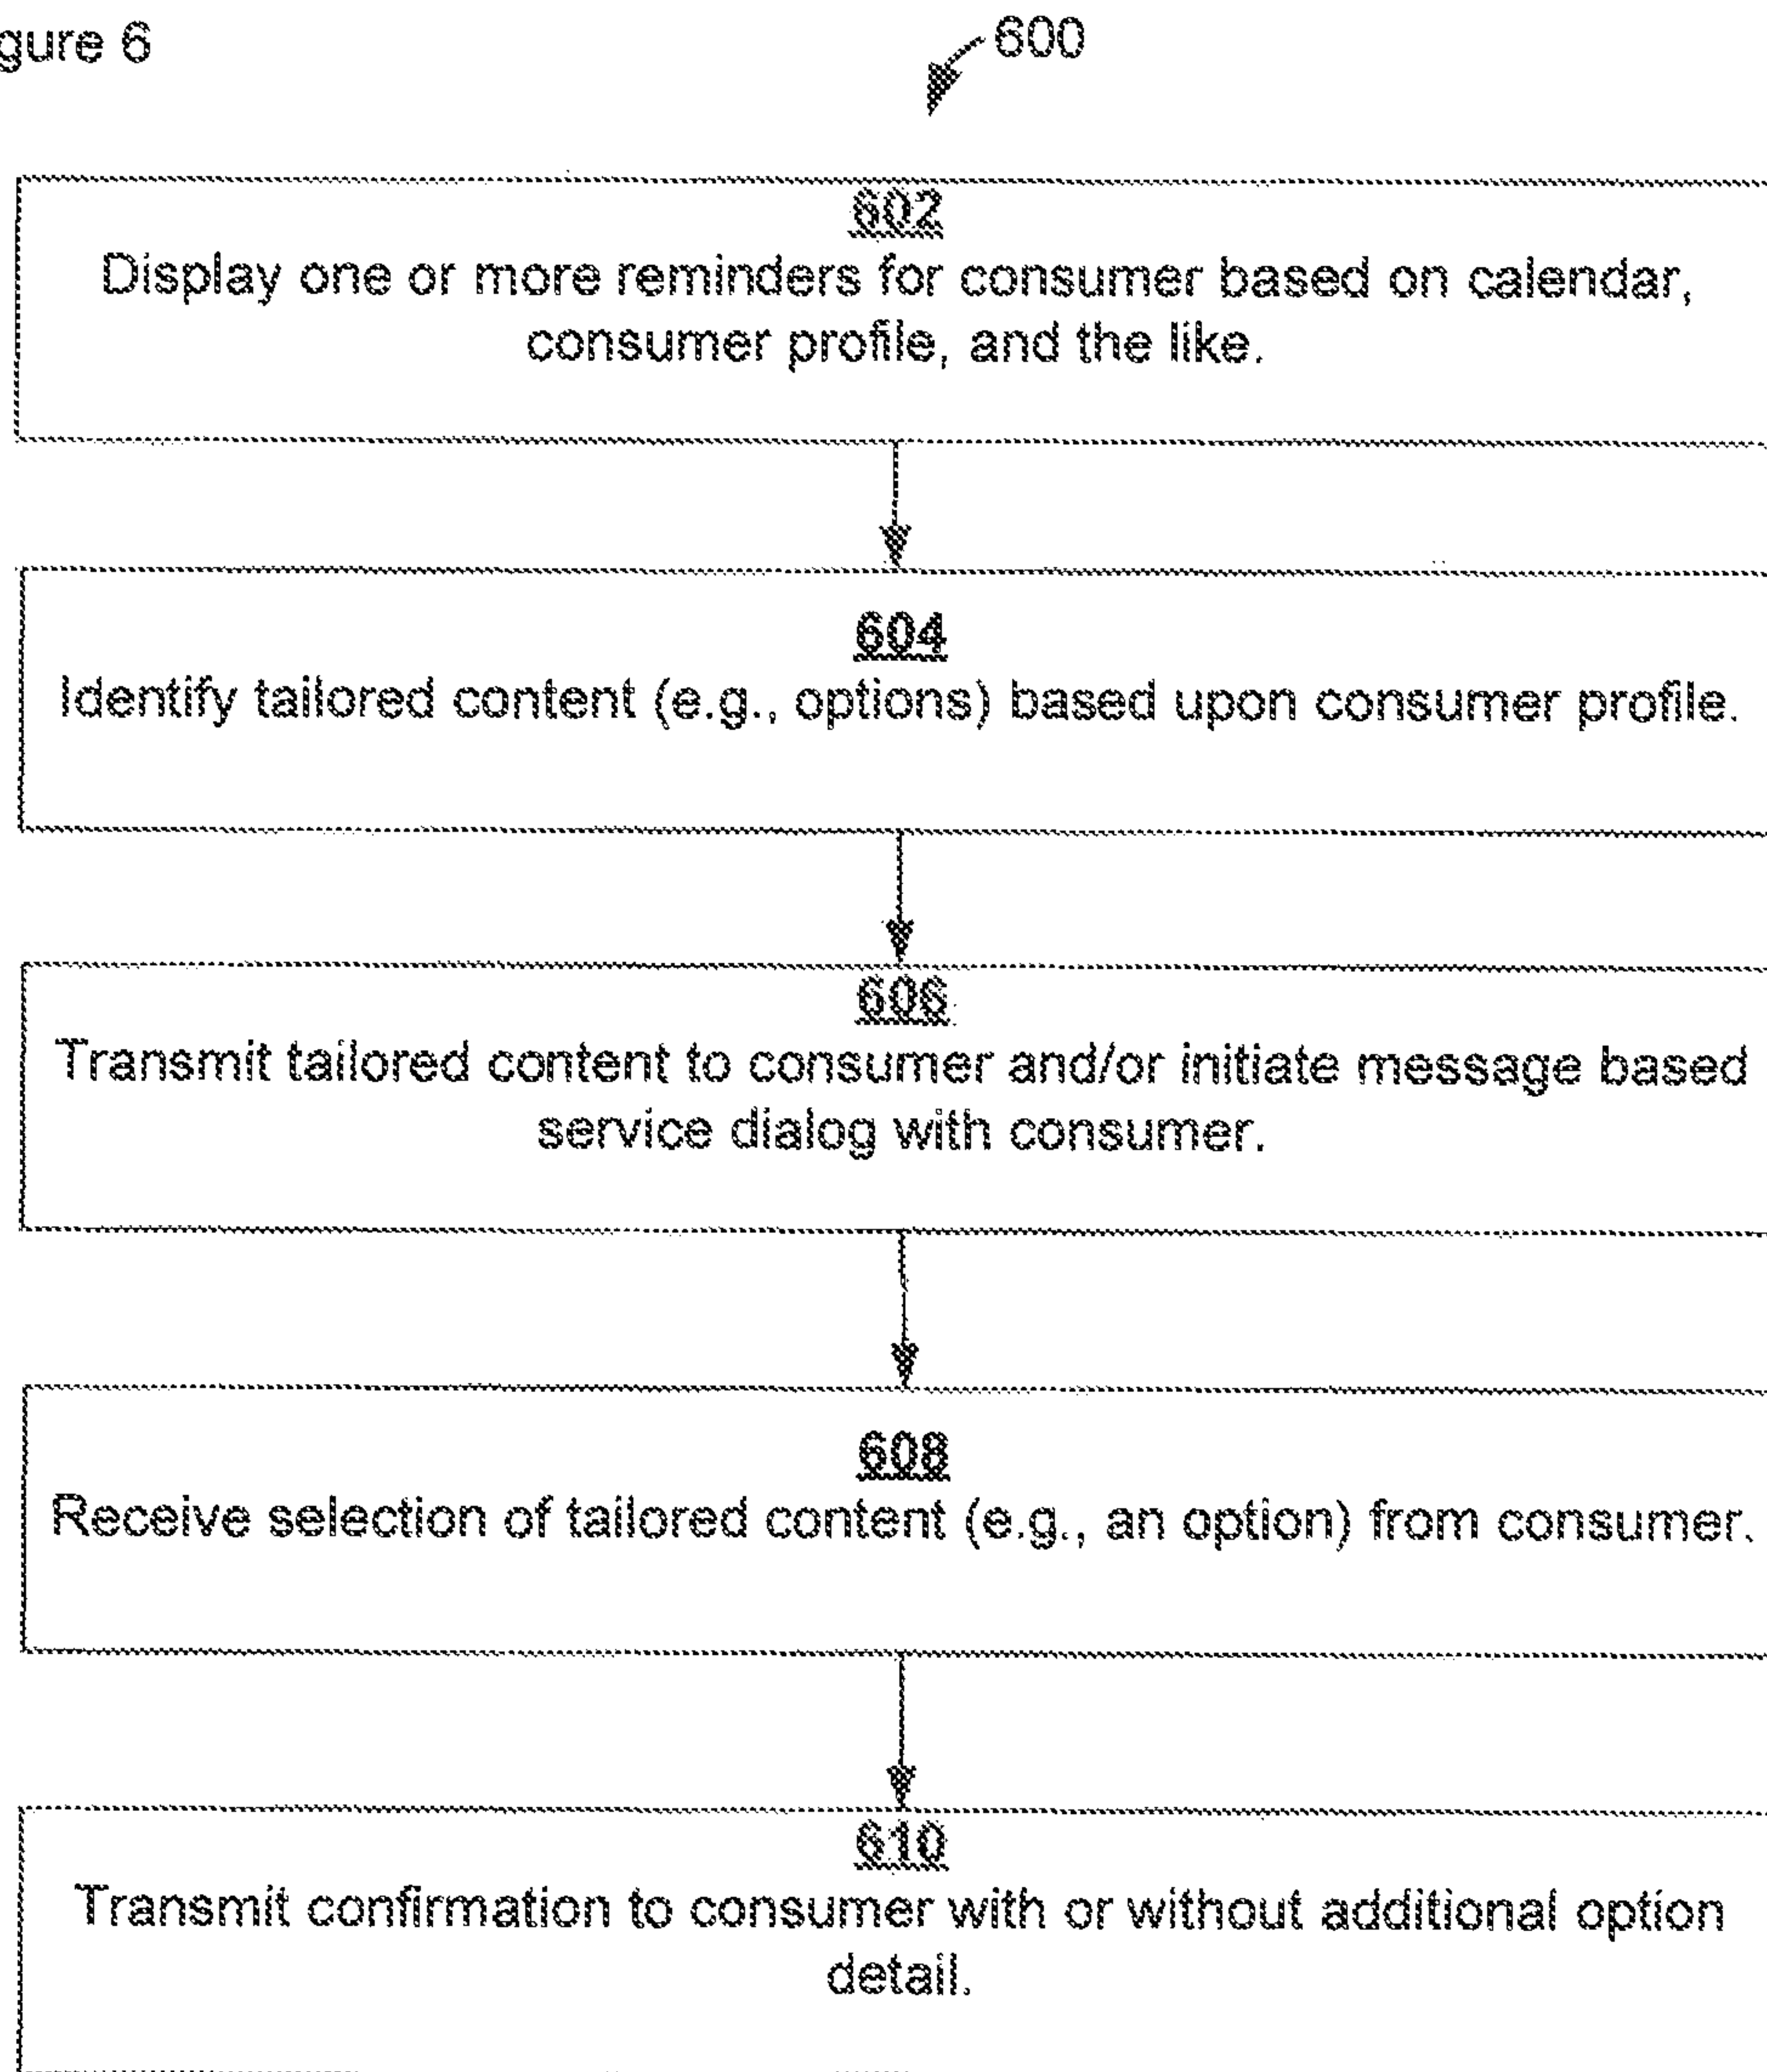 gure 6
600
602
Display one or more reminders for consumer based on calendar,
consumer profile, and the like.
604
Identify tailored content (e.g., options) based upon consumer profile.
606
Transmit tailored content to consumer and/or initiate message based
service dialog with consumer.
608
Receive selection of tailored content (e.g., an option) from consumer.
610
Transmit confirmation to consumer with or without additional option
detail.